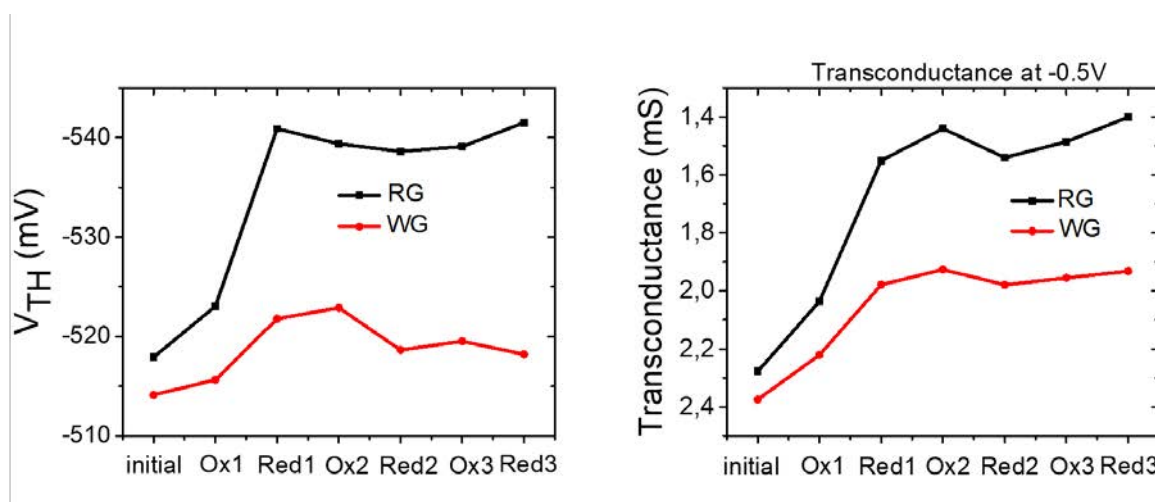 V_TH (mV)
-540
-530
-520
-510
RG
WG
initial Ox1 Red1 Ox2 Red2 Ox3 Red3
Transconductance at -0.5V
Transconductance (mS)
1,4
1,6
1,8
2,0
2,2
2,4
RG
WG
initial Ox1 Red1 Ox2 Red2 Ox3 Red3